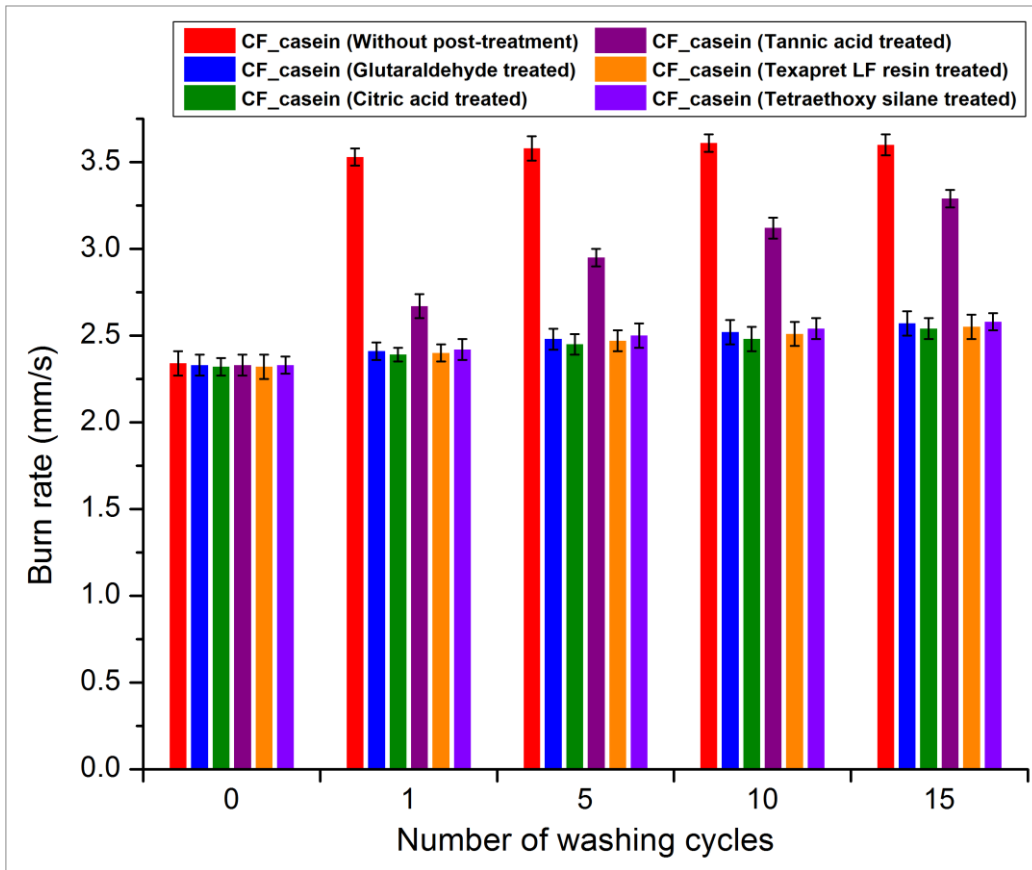 CF_casein (Without post-treatment)
CF_casein (Glutaraldehyde treated)
CF_casein (Citric acid treated)
CF_casein (Tannic acid treated)
CF_casein (Texapret LF resin treated)
CF_casein (Tetraethoxy silane treated)
3.5
3.0
2.5
2.0
1.5
1.0
0.5
0.0
Burn rate (mm/s)
0 1 5 10 15
Number of washing cycles